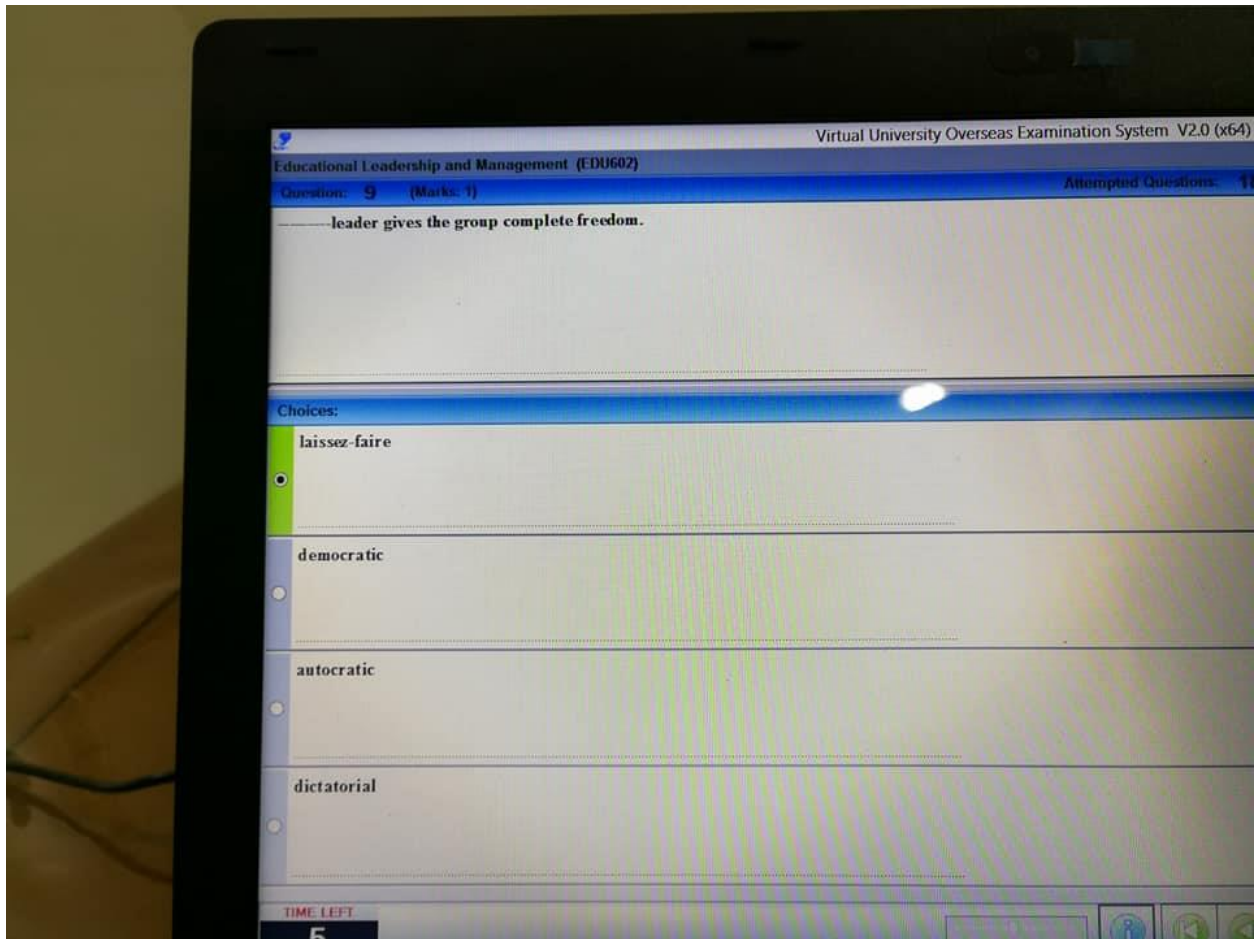 Virtual University Overseas Examination System V2.0 (x64)
Educational Leadership and Management (EDU602)
Question: 9 (Marks: 1) Attempted Questions:
----------leader gives the group complete freedom.
Choices:
laissez-faire
democratic
autocratic
dictatorial
TIME LEFT
5